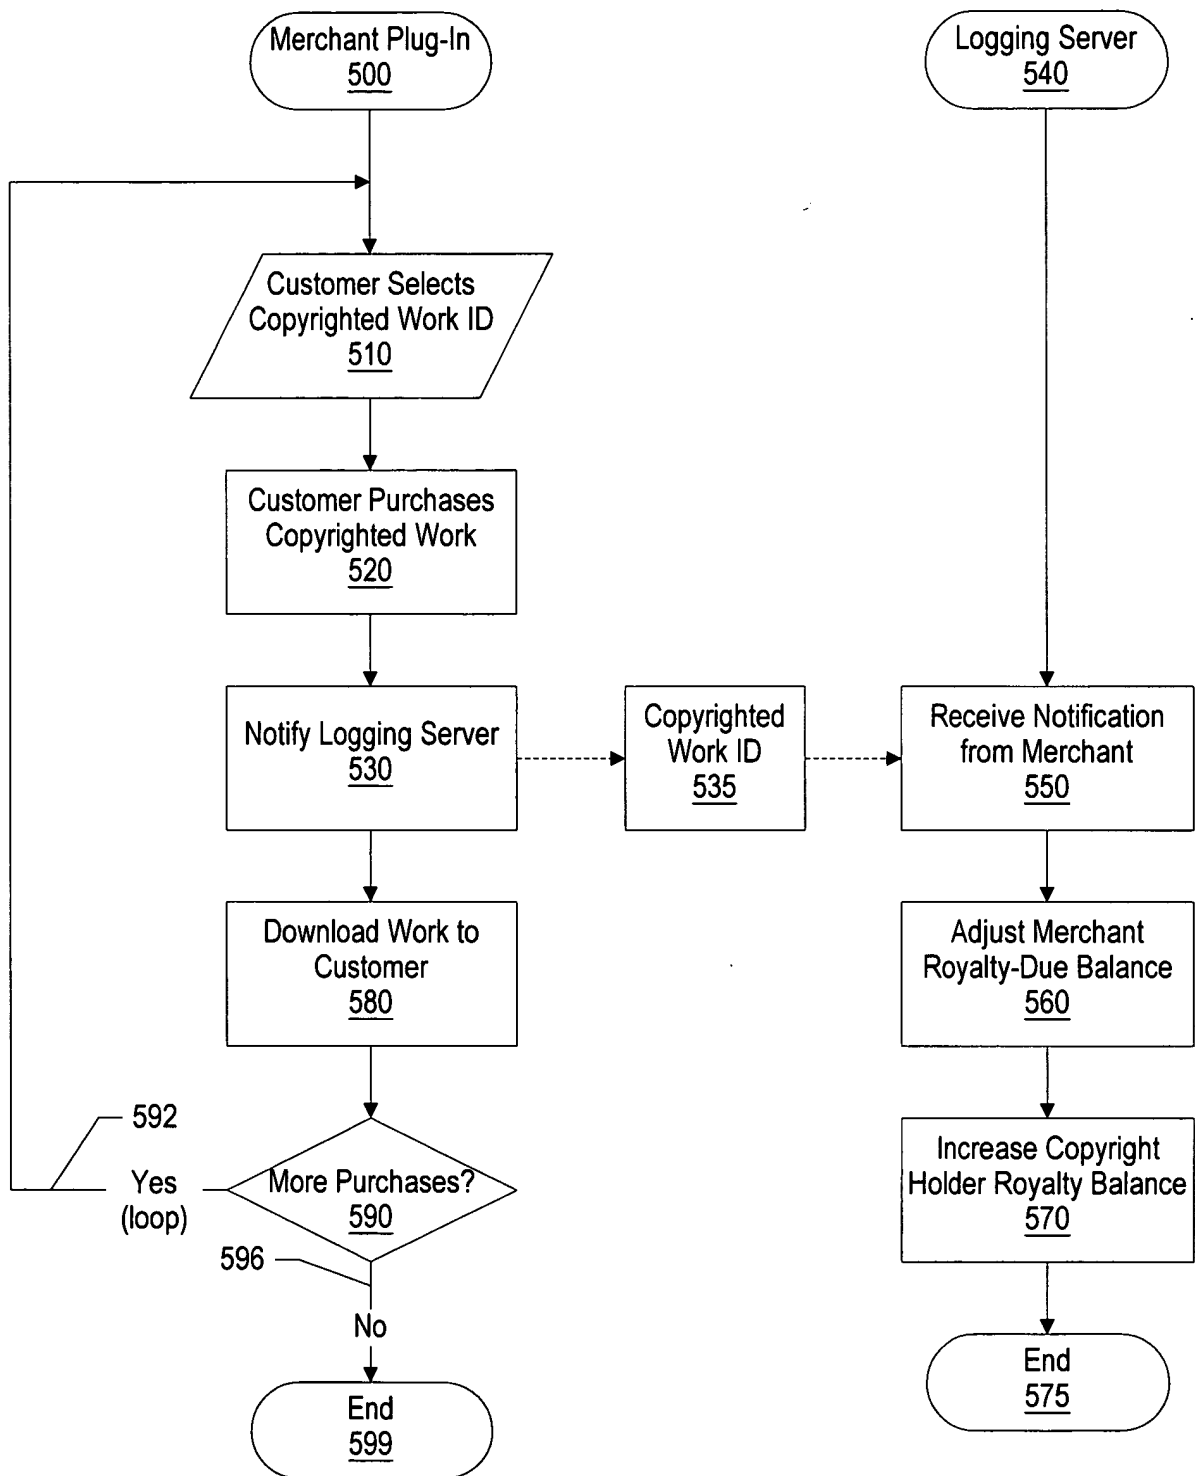 Merchant Plug-In
500
Logging Server
540
Customer Selects
Copyrighted Work ID
510
Customer Purchases
Copyrighted Work
520
Notify Logging Server
530
Copyrighted
Work ID
535
Receive Notification
from Merchant
550
Download Work to
Customer
580
Adjust Merchant
Royalty-Due Balance
560
592
Yes
(loop)
More Purchases?
590
Increase Copyright
Holder Royalty Balance
570
596
No
End
599
End
575